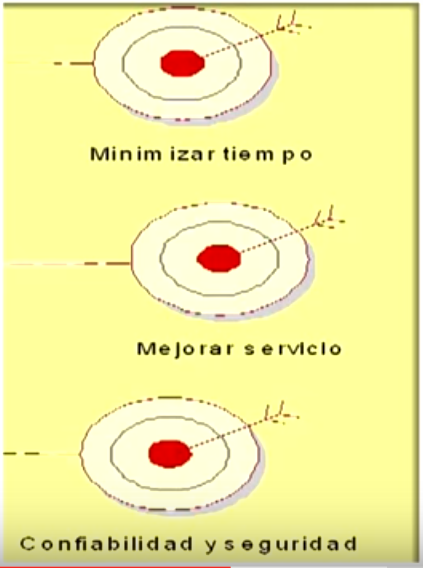 Minimizar tiempo
Mejorar servicio
Confiabilidad y seguridad